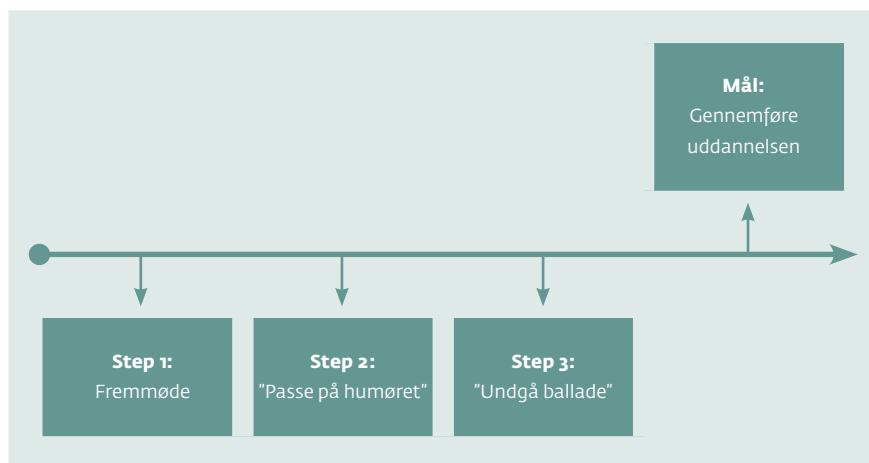 Mål:
Gennemføre
uddannelsen
Step 1:
Fremmøde
Step 2:
"Passe på humøret"
Step 3:
"Undgå ballade"